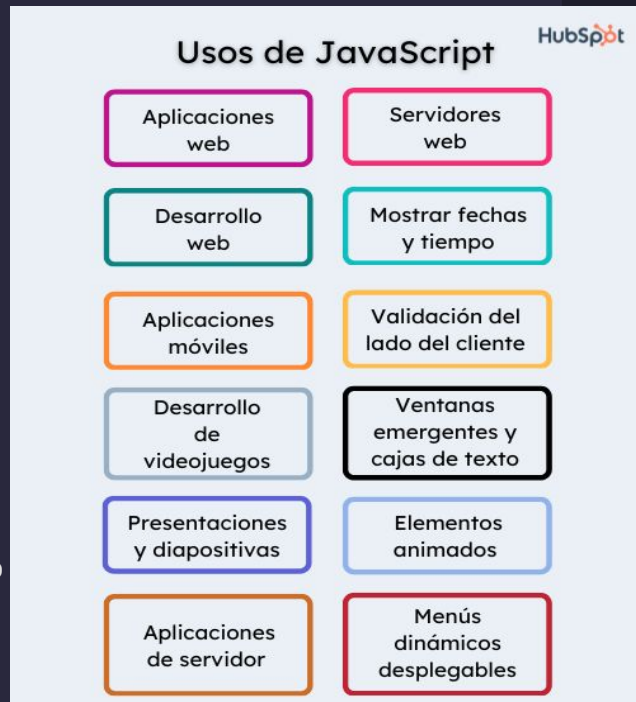 HubSpot
Usos de JavaScript
Aplicaciones
web
Servidores
web
Desarrollo
web
Mostrar fechas
y tiempo
Aplicaciones
móviles
Validación del
lado del cliente
Desarrollo
de
videojuegos
Ventanas
emergentes y
cajas de texto
Presentaciones
y diapositivas
Elementos
animados
Aplicaciones
de servidor
Menús
dinámicos
desplegables